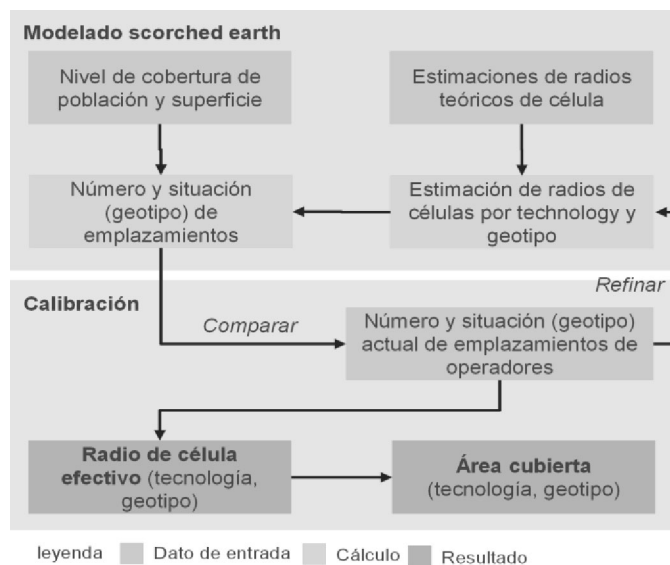 Modelado scorched earth
Nivel de cobertura de
población y superficie
Estimaciones de radios
teóricos de célula
Número y situación
(geotipo) de
emplazamientos
Estimación de radios de
células por technology y
geotipo
Refinar
Calibración
Comparar
Número y situación (geotipo)
actual de emplazamientos de
operadores
Radio de célula
efectivo (tecnología,
geotipo)
Área cubierta
(tecnología, geotipo)
leyenda Dato de entrada Cálculo Resultado